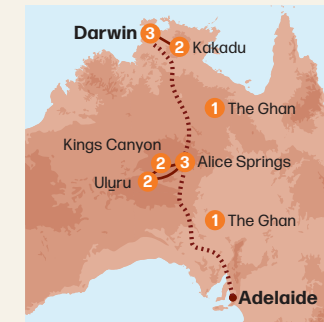 Darwin 3
2 Kakadu
1 The Ghan
Kings Canyon
2 3 Alice Springs
Uluru 2
1 The Ghan
Adelaide